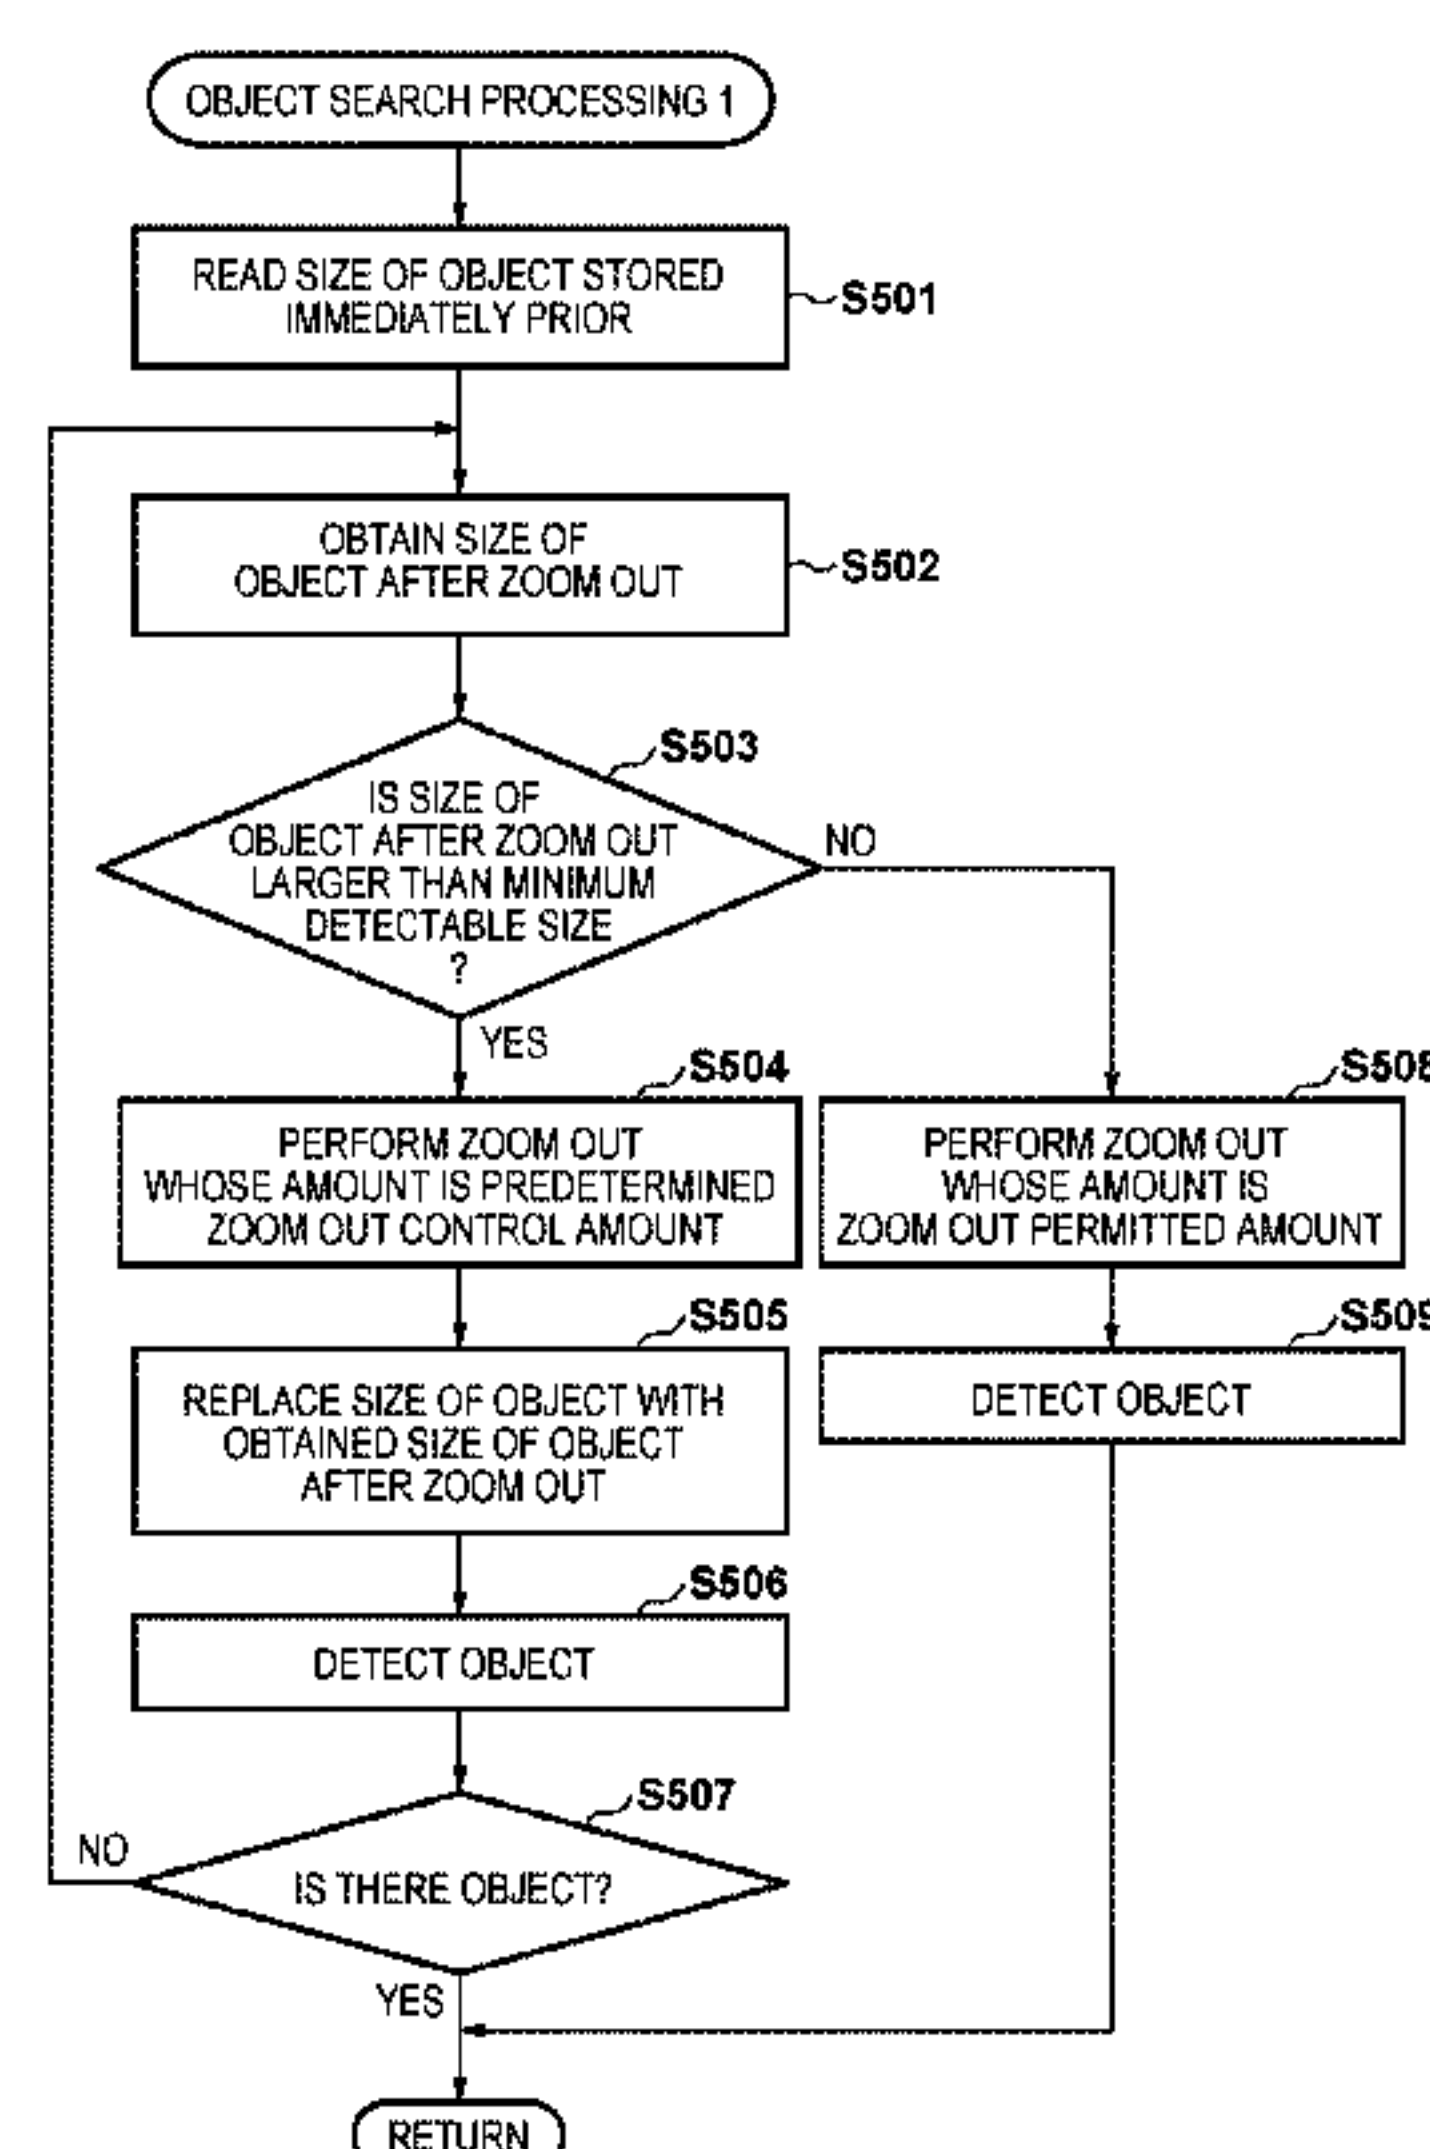 OBJECT SEARCH PROCESSING 1
READ SIZE OF OBJECT STORED
IMMEDIATELY PRIOR
S501
OBTAIN SIZE OF
OBJECT AFTER ZOOM OUT
S502
S503
IS SIZE OF
OBJECT AFTER ZOOM OUT
LARGER THAN MINIMUM
DETECTABLE SIZE
?
NO
YES
S504
PERFORM ZOOM OUT
WHOSE AMOUNT IS PREDETERMINED
ZOOM OUT CONTROL AMOUNT
S508
PERFORM ZOOM OUT
WHOSE AMOUNT IS
ZOOM OUT PERMITTED AMOUNT
S505
REPLACE SIZE OF OBJECT WITH
OBTAINED SIZE OF OBJECT
AFTER ZOOM OUT
S509
DETECT OBJECT
S506
DETECT OBJECT
S507
IS THERE OBJECT?
NO
YES
RETURN